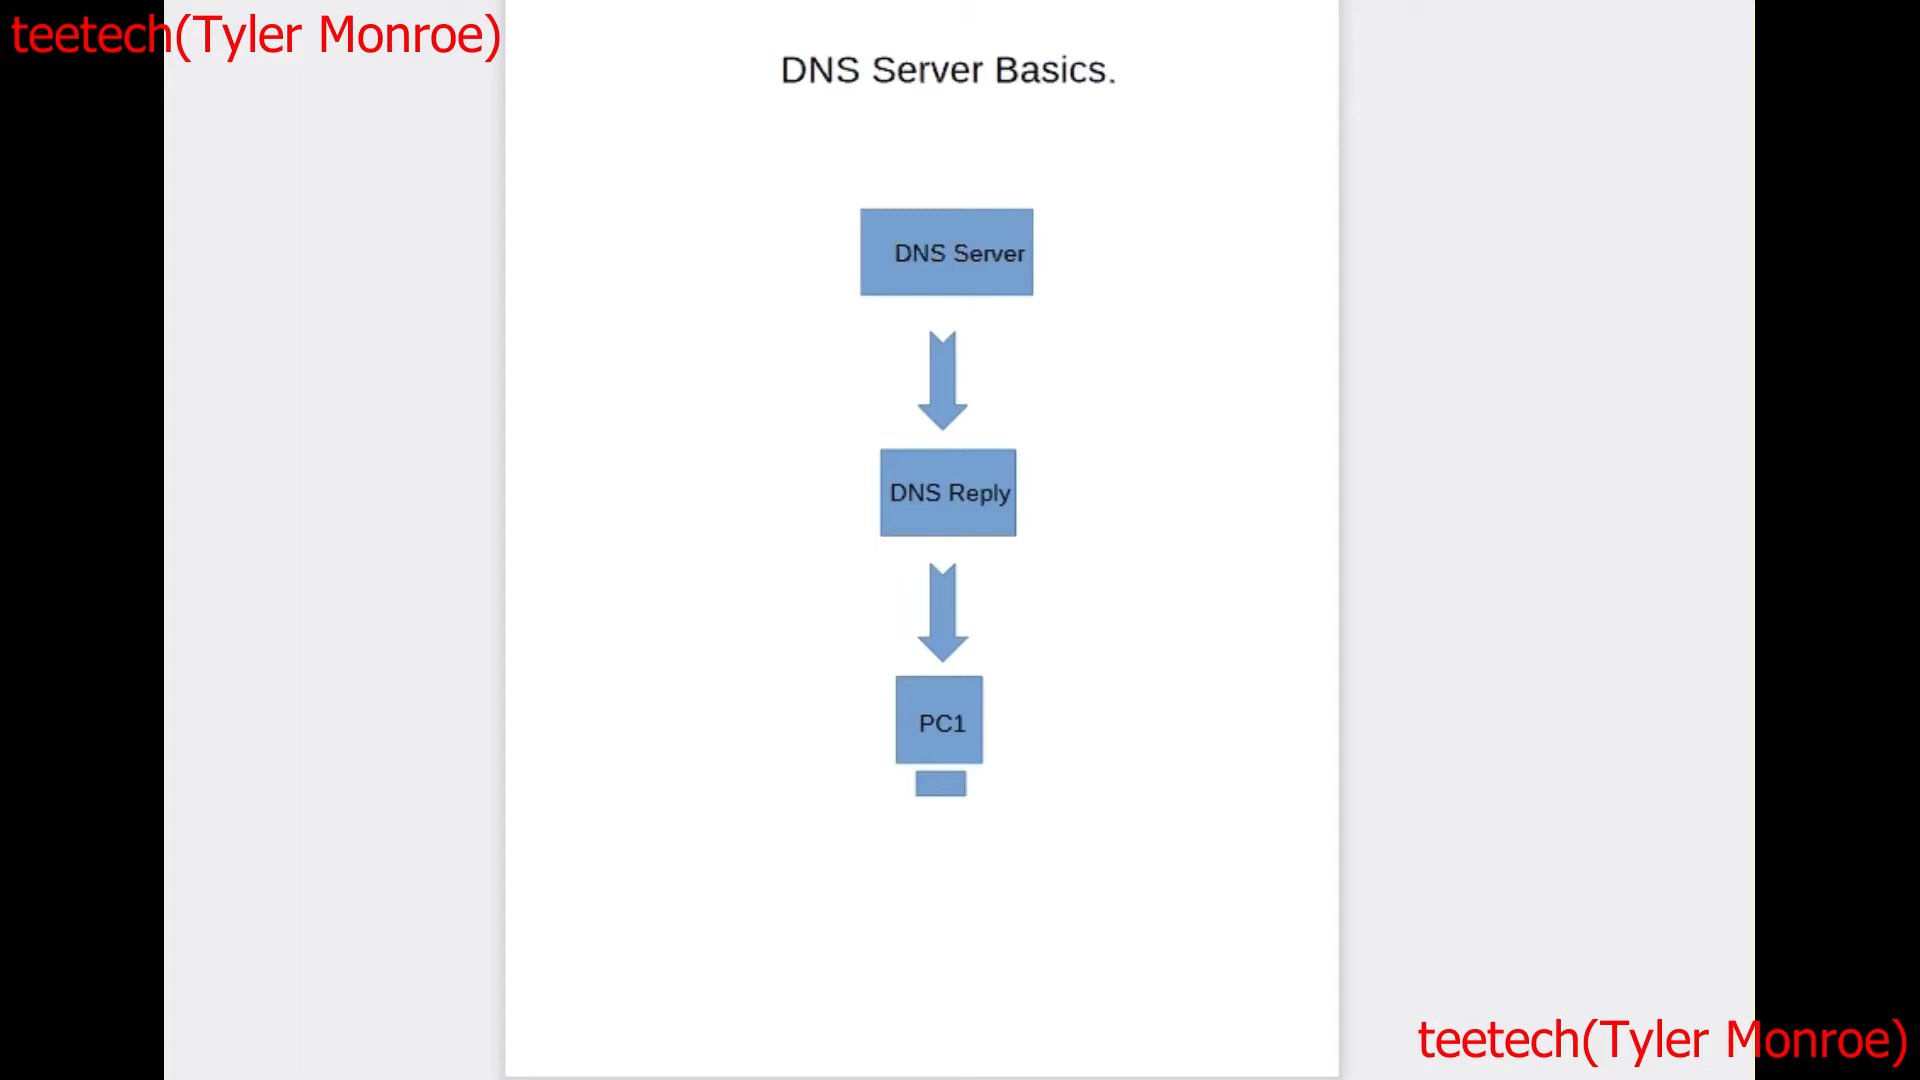 teetech(Tyler Monroe)
DNS Server Basics.
DNS Server
DNS Reply
PC1
teetech(Tyler Monroe)